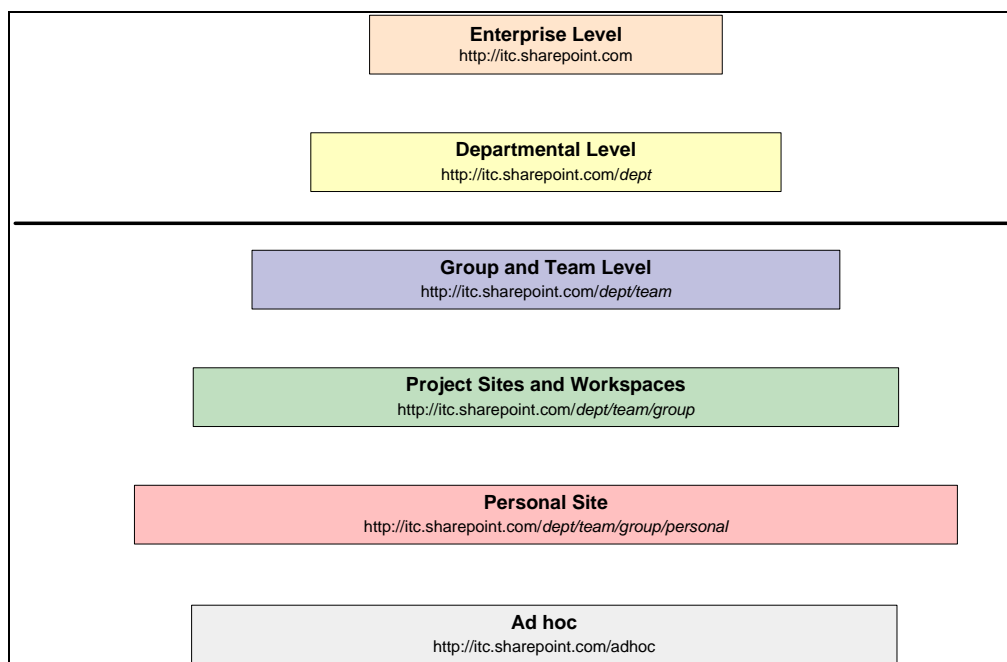 Enterprise Level
http://itc.sharepoint.com
Departmental Level
http://itc.sharepoint.com/dept
Group and Team Level
http://itc.sharepoint.com/dept/team
Project Sites and Workspaces
http://itc.sharepoint.com/dept/team/group
Personal Site
http://itc.sharepoint.com/dept/team/group/personal
Ad hoc
http://itc.sharepoint.com/adhoc